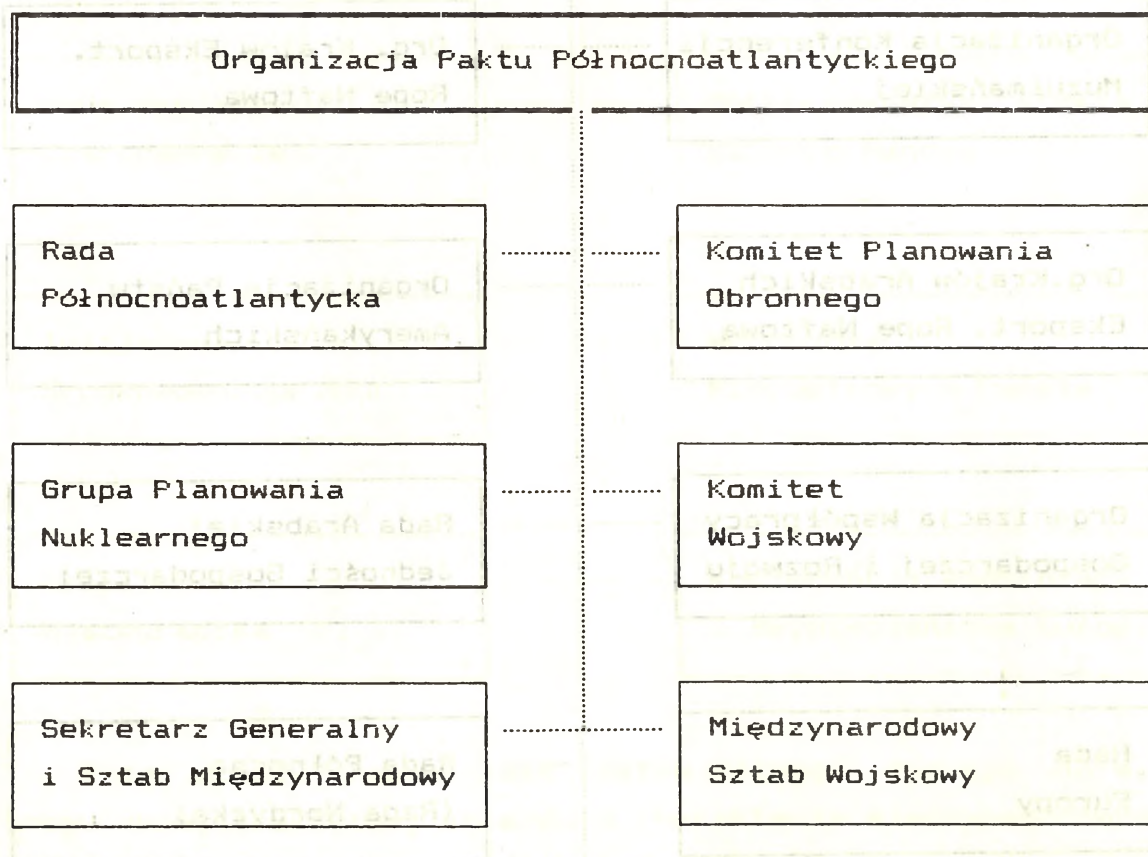 Organizacja Paktu Północnoatlantyckiego
Rada
Północnoatlantycka
Komitet Planowania
Obronnego
Grupa Planowania
Nuklearnego
Komitet
Wojskowy
Sekretarz Generalny
i Sztab Międzynarodowy
Międzynarodowy
Sztab Wojskowy